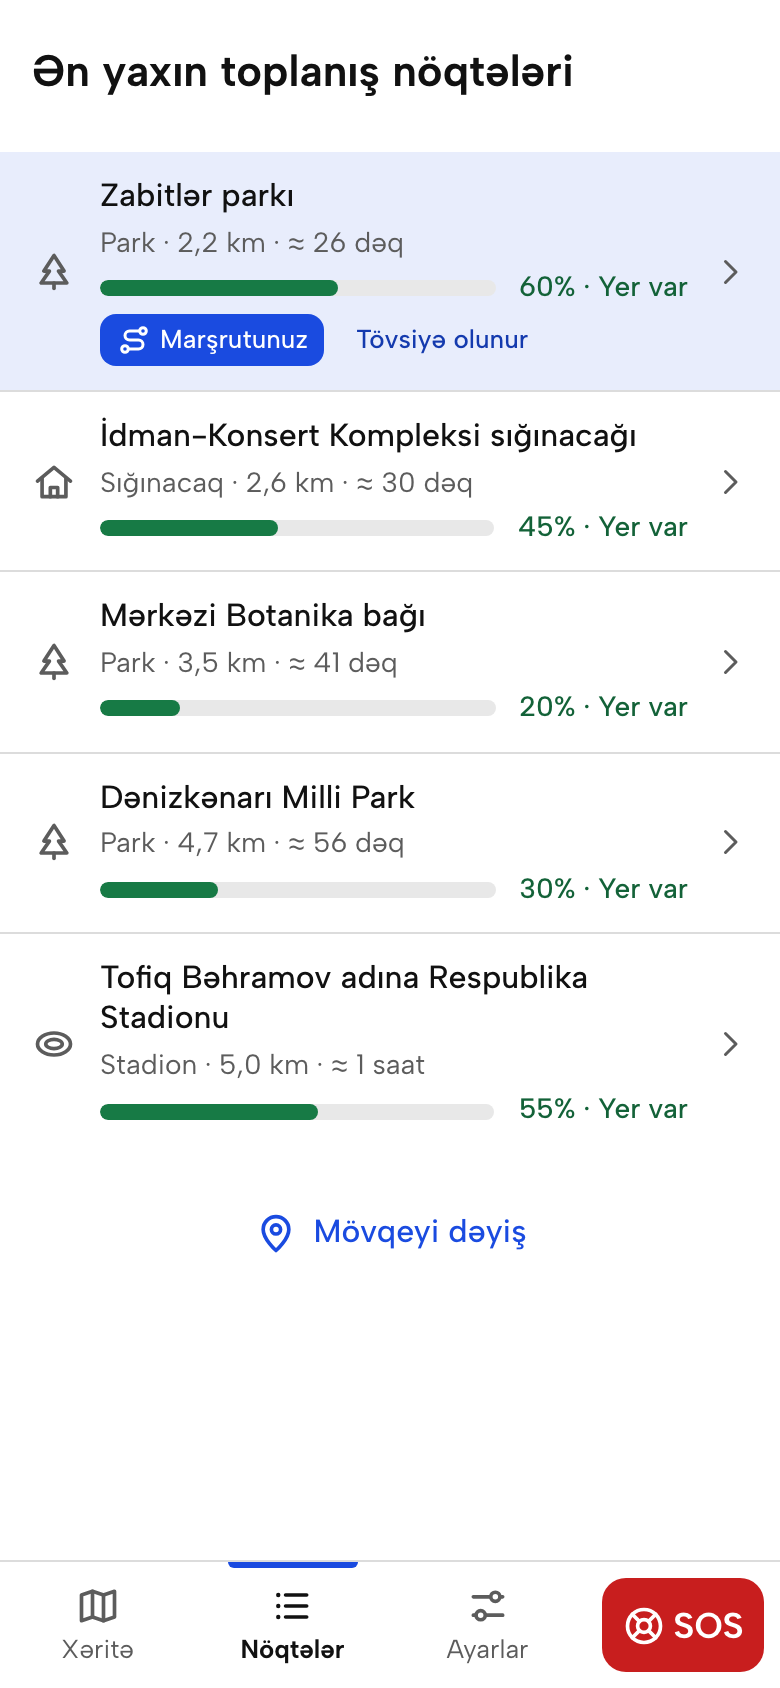 Ən yaxın toplanış nöqtələri
Zabitlər parkı
Park · 2,2 km · ≈ 26 dəq
60% · Yer var
Marşrutunuz
Tövsiyə olunur
İdman-Konsert Kompleksi sığınacağı
Sığınacaq · 2,6 km · ≈ 30 dəq
45% · Yer var
Mərkəzi Botanika bağı
Park · 3,5 km · ≈ 41 dəq
20% · Yer var
Dənizkənarı Milli Park
Park · 4,7 km · ≈ 56 dəq
30% · Yer var
Tofiq Bəhramov adına Respublika
Stadionu
Stadion · 5,0 km · ≈ 1 saat
55% · Yer var
Mövqeyi dəyiş
Xəritə
Nöqtələr
Ayarlar
SOS